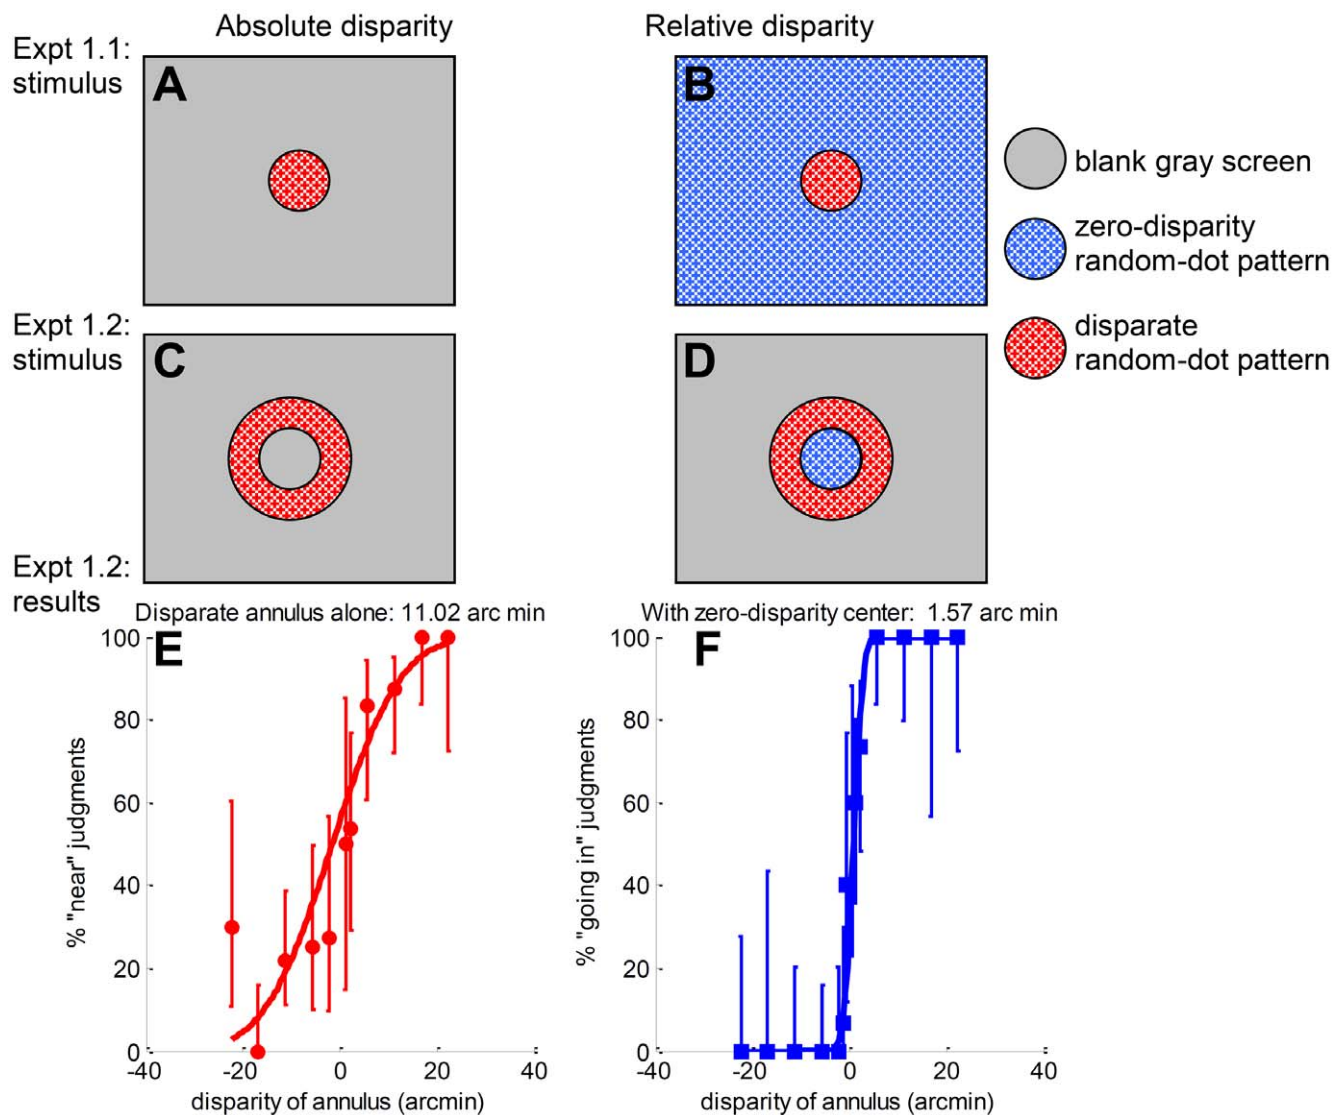 Absolute disparity
Relative disparity
Expt 1.1:
stimulus
A
B
blank gray screen
zero-disparity
random-dot pattern
disparate
random-dot pattern
Expt 1.2:
stimulus
C
D
Expt 1.2:
results
Disparate annulus alone: 11.02 arc min
E
100
80
60
40
20
0
% "near" judgments
-40
-20
0
20
40
disparity of annulus (arcmin)
With zero-disparity center: 1.57 arc min
F
100
80
60
40
20
0
% "going in" judgments
-40
-20
0
20
40
disparity of annulus (arcmin)